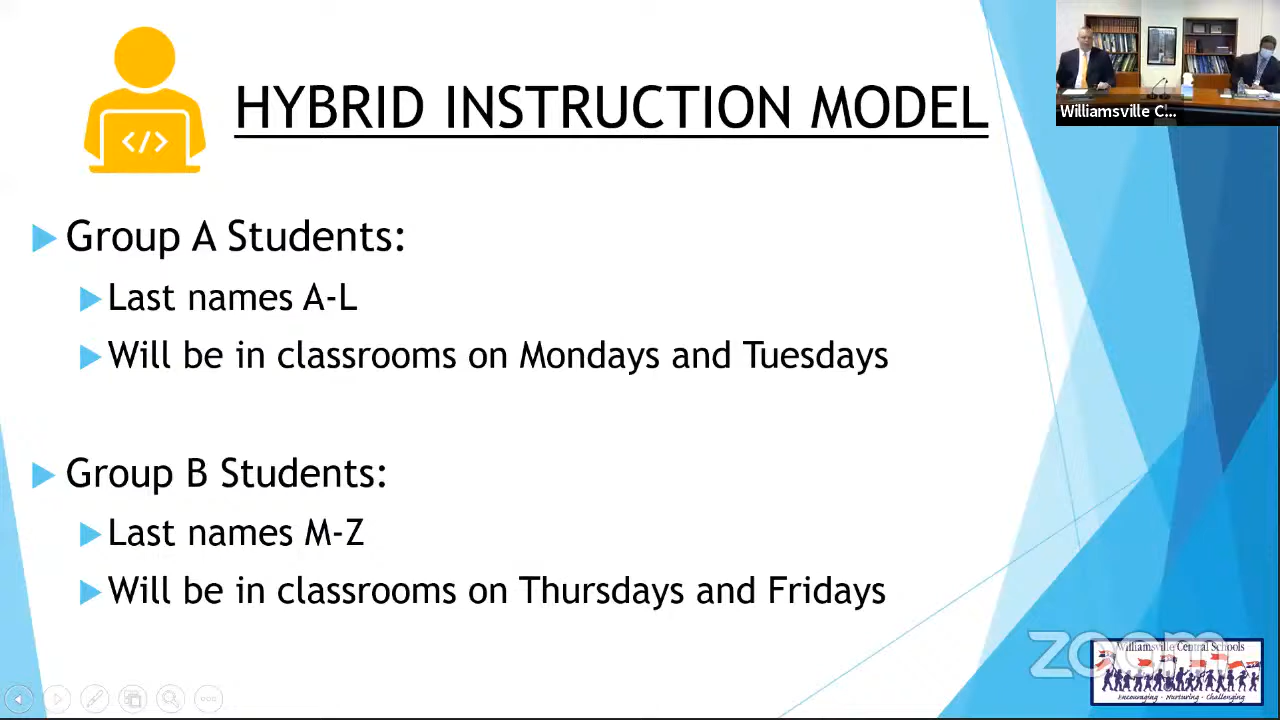 </>
HYBRID INSTRUCTION MODEL
Williamsville C...
Group A Students:
Last names A-L
Will be in classrooms on Mondays and Tuesdays
Group B Students:
Last names M-Z
Will be in classrooms on Thursdays and Fridays
zoom
Williamsville Central Schools
Encouraging · Nurturing · Challenging